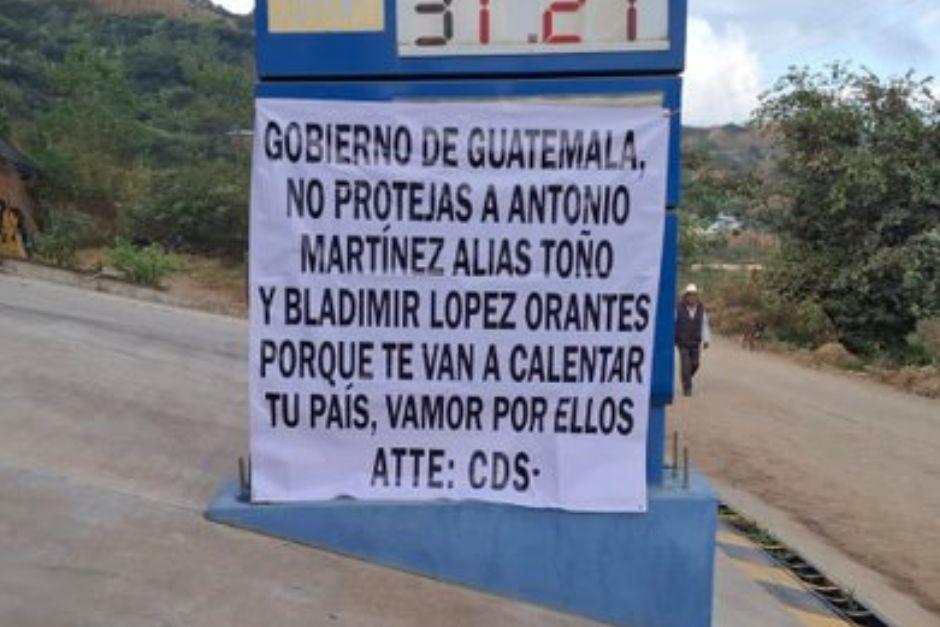 31.21
GOBIERNO DE GUATEMALA,
NO PROTEJAS A ANTONIO
MARTÍNEZ ALIAS TOÑO
Y BLADIMIR LOPEZ ORANTES
PORQUE TE VAN A CALENTAR
TU PAÍS, VAMOR POR ELLOS
ATTE: CDS-